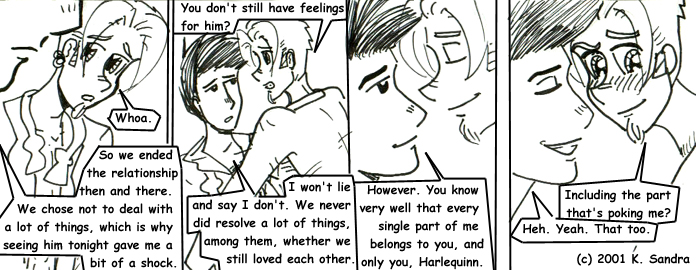 Whoa.
So we ended
the relationship
then and there.
We chose not to deal with
a lot of things, which is why
seeing him tonight gave me a
bit of a shock.
You don't still have feelings
for him?
I won't lie
and say I don't. We never
did resolve a lot of things,
among them, whether we
still loved each other.
However. You know
very well that every
single part of me
belongs to you, and
only you, Harlequinn.
Including the part
that's poking me?
Heh. Yeah. That too.
(c) 2001 K. Sandra